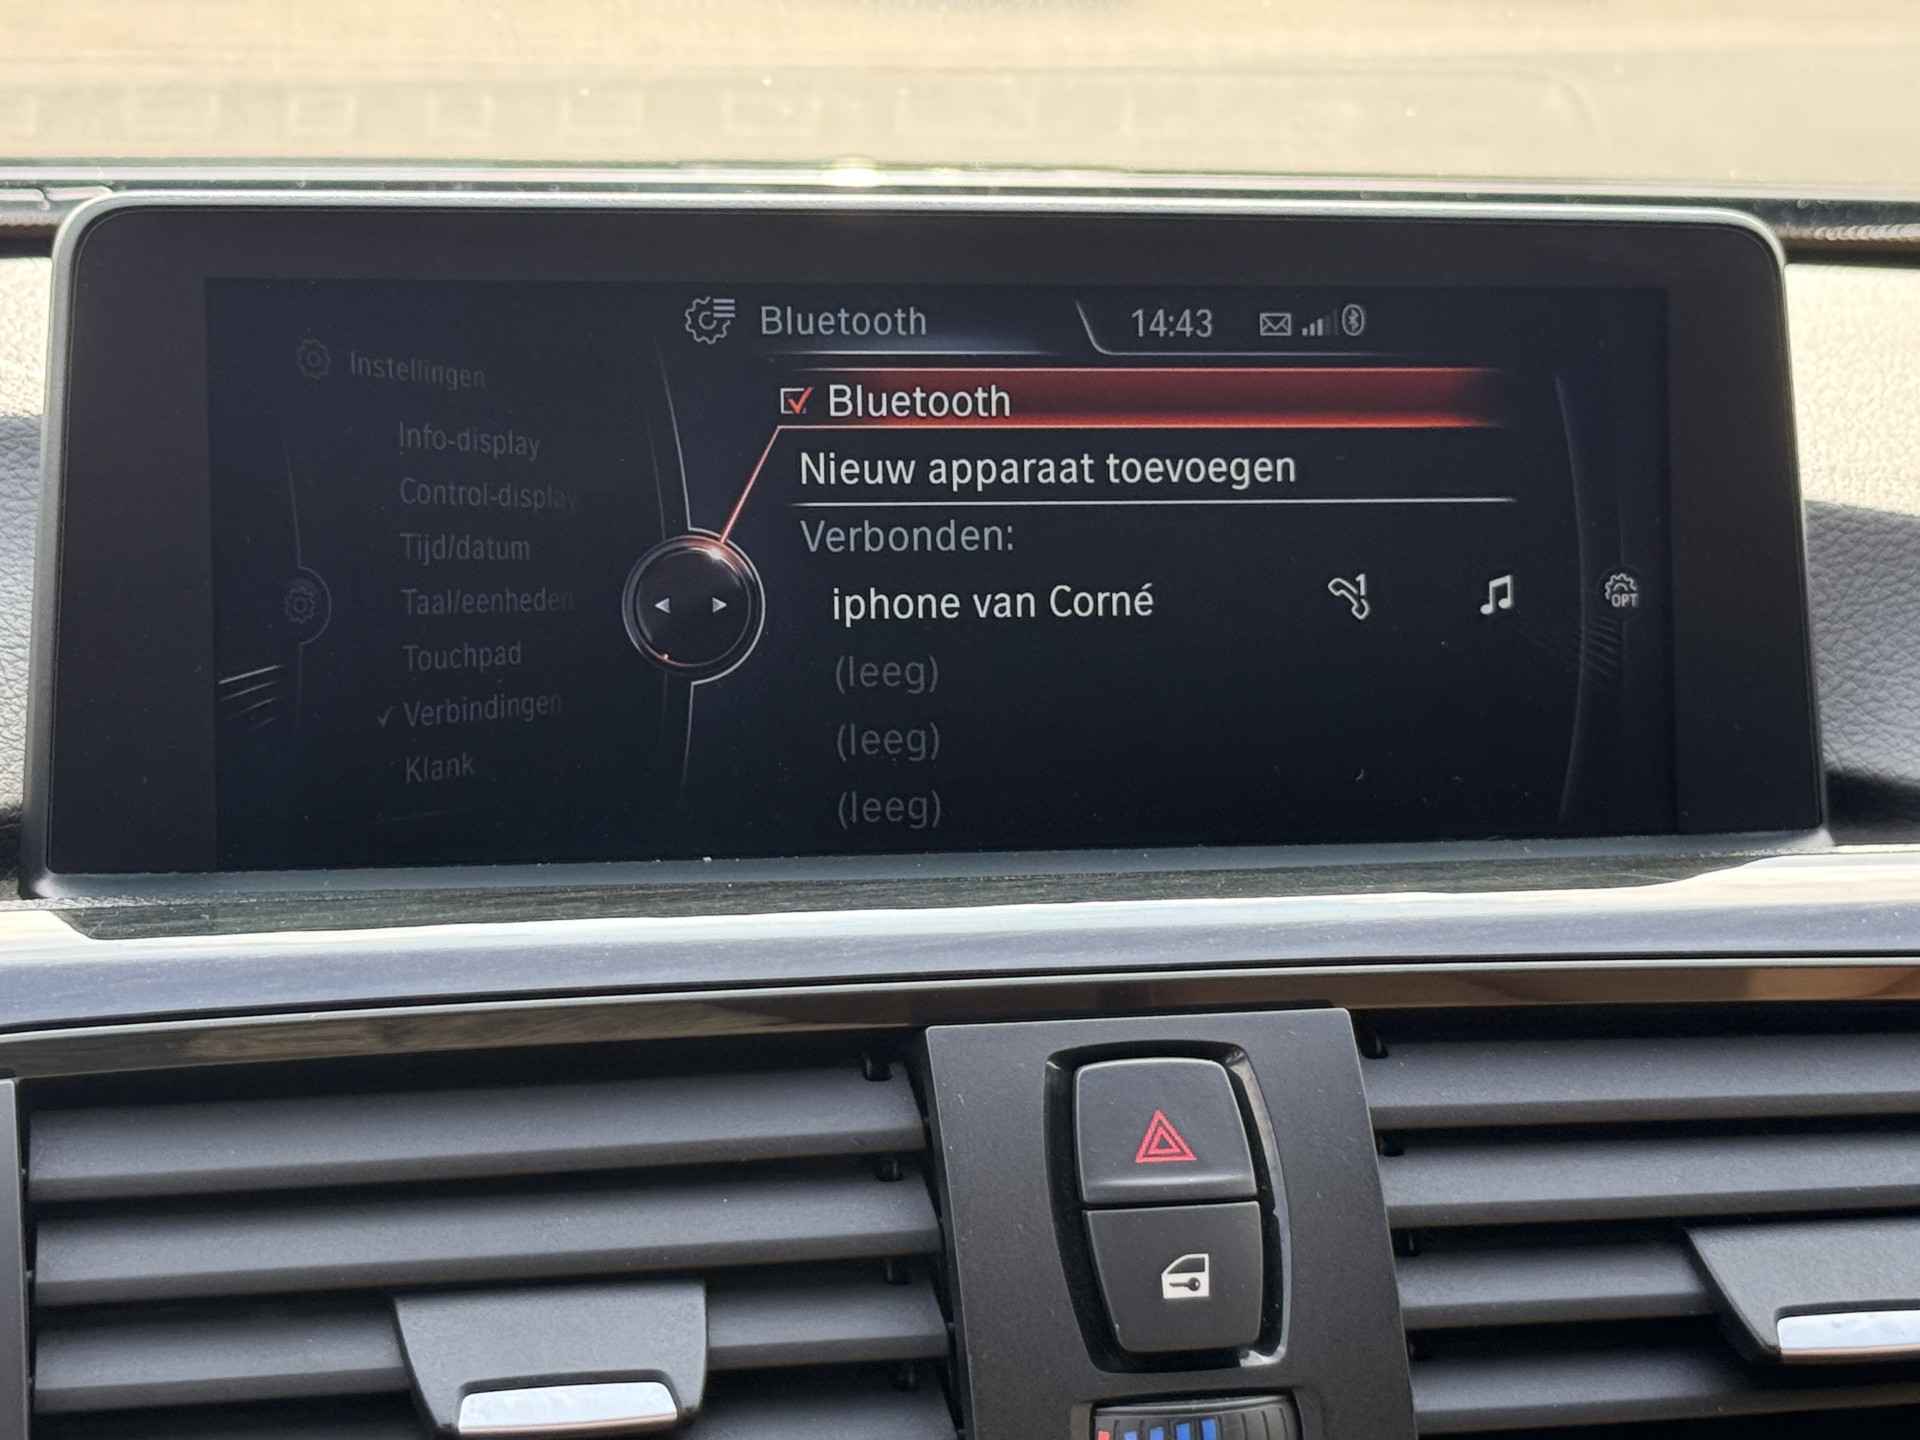 Bluetooth
14:43
Instellingen
Info-display
Control-display
Tijd/datum
Taal/eenheden
Touchpad
Verbindingen
Klank
Bluetooth
Nieuw apparaat toevoegen
Verbonden:
iphone van Corné
1
OPT
(leeg)
(leeg)
(leeg)